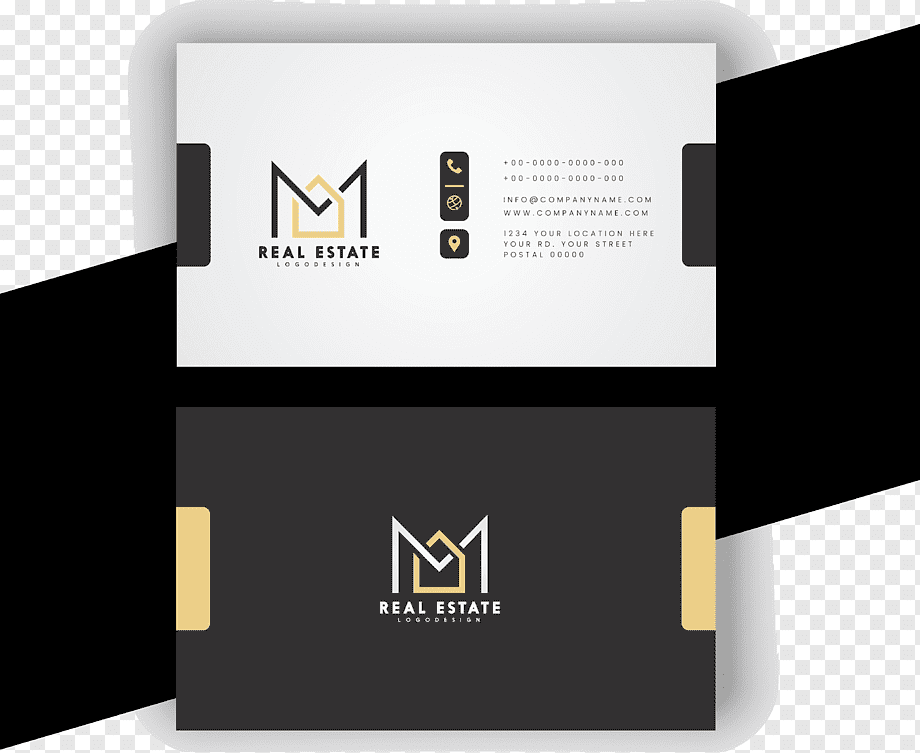 REAL ESTATE
LOGODESIGN
+00-0000-0000-000
+00-0000-0000-000
INFO@COMPANYNAME.COM
WWW.COMPANYNAME.COM
1234 YOUR LOCATION HERE
YOUR RD. YOUR STREET
POSTAL 00000
REAL ESTATE
LOGODESIGN